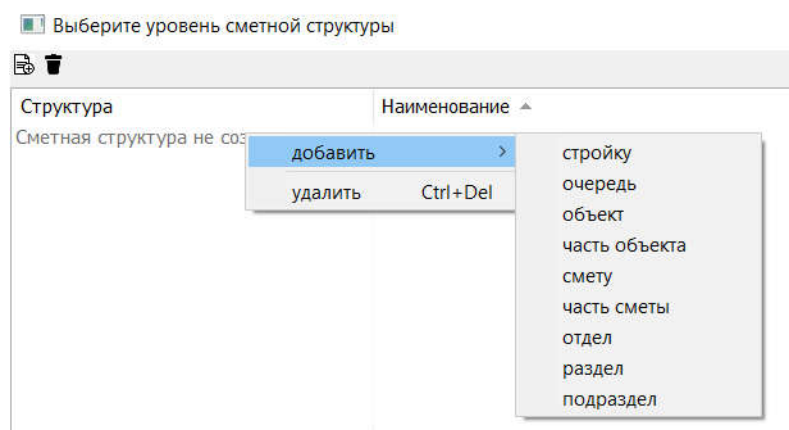 Выберите уровень сметной структуры
Структура Наименование
Сметная структура не
добавить
удалить Ctrl+Del
стройку
очередь
объект
часть объекта
смету
часть сметы
отдел
раздел
подраздел